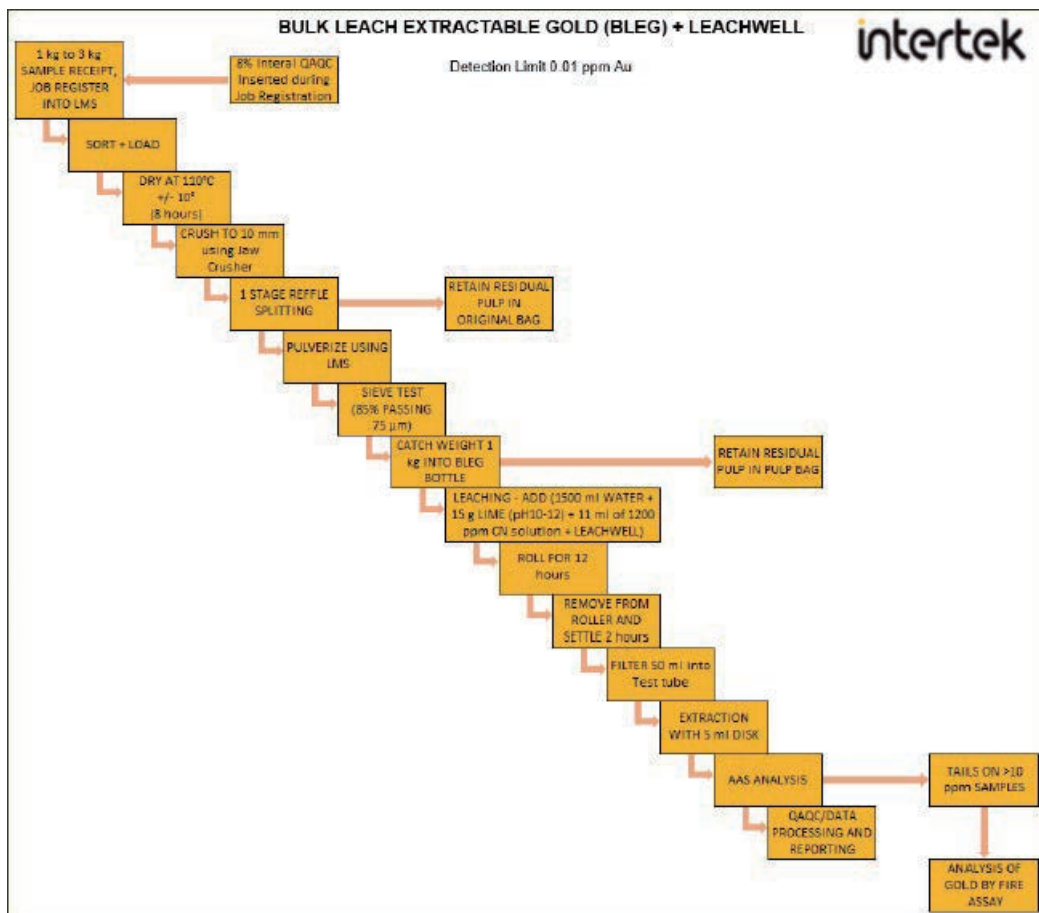 BULK LEACH EXTRACTABLE GOLD (BLEG) + LEACHWELL
intertek
Detection Limit 0.01 ppm Au
1 kg to 3 kg
SAMPLE RECEIPT,
JOB REGISTER
INTO LMS
8% Interal QAQC
Inserted during
Job Registration
SORT + LOAD
DRY AT 110°C
+/- 10°
(8 hours)
CRUSH TO 10 mm
using Jaw
Crusher
1 STAGE REFFLE
SPLITTING
RETAIN RESIDUAL
PULP IN
ORIGINAL BAG
PULVERIZE USING
LMS
SIEVE TEST
(85% PASSING
75 µm)
CATCH WEIGHT 1
kg INTO BLEG
BOTTLE
RETAIN RESIDUAL
PULP IN PULP BAG
LEACHING - ADD (1500 ml WATER +
15 g LIME (pH10-12) + 11 ml of 1200
ppm CN solution + LEACHWELL)
ROLL FOR 12
hours
REMOVE FROM
ROLLER AND
SETTLE 2 hours
FILTER 50 ml into
Test tube
EXTRACTION
WITH 5 ml DISK
AAS ANALYSIS
TAILS ON >10
ppm SAMPLES
QAQC/DATA
PROCESSING AND
REPORTING
ANALYSIS OF
GOLD BY FIRE
ASSAY